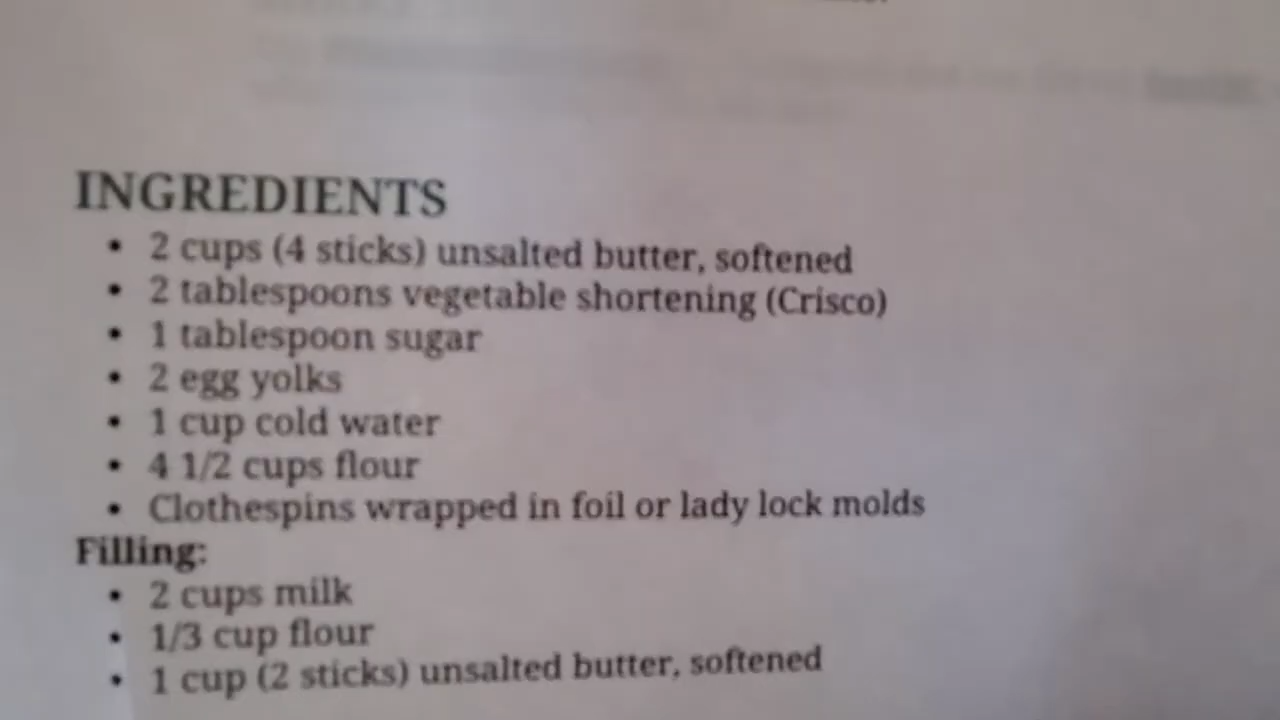 INGREDIENTS
• 2 cups (4 sticks) unsalted butter, softened
• 2 tablespoons vegetable shortening (Crisco)
• 1 tablespoon sugar
• 2 egg yolks
• 1 cup cold water
• 4 1/2 cups flour
• Clothespins wrapped in foil or lady lock molds
Filling:
• 2 cups milk
• 1/3 cup flour
• 1 cup (2 sticks) unsalted butter, softened